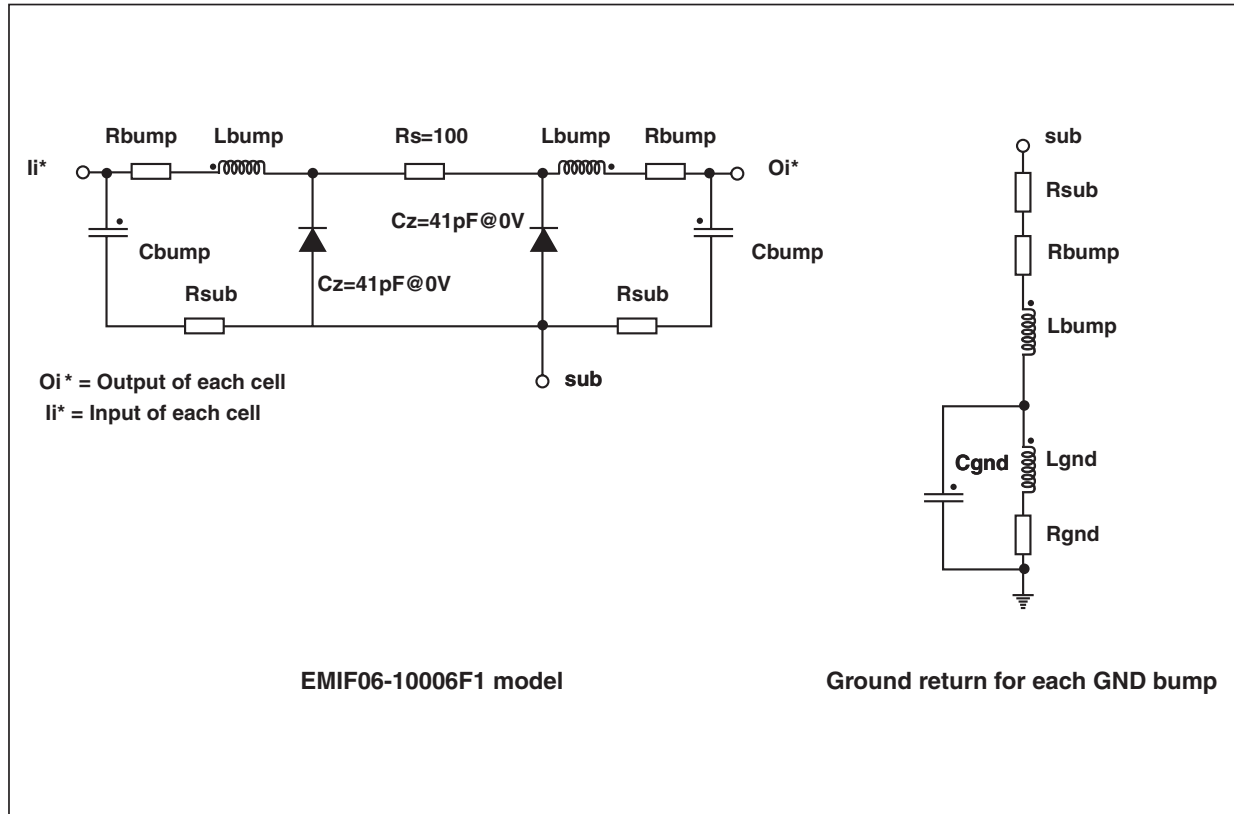 Rbump Lbump Rs=100 Lbump Rbump
Ii* Oi*
Cz=41pF@0V
Cbump Cbump
Cz=41pF@0V
Rsub Rsub
sub
Oi* = Output of each cell
Ii* = Input of each cell
EMIF06-10006F1 model
sub
Rsub
Rbump
Lbump
Cgnd Lgnd
Rgnd
Ground return for each GND bump